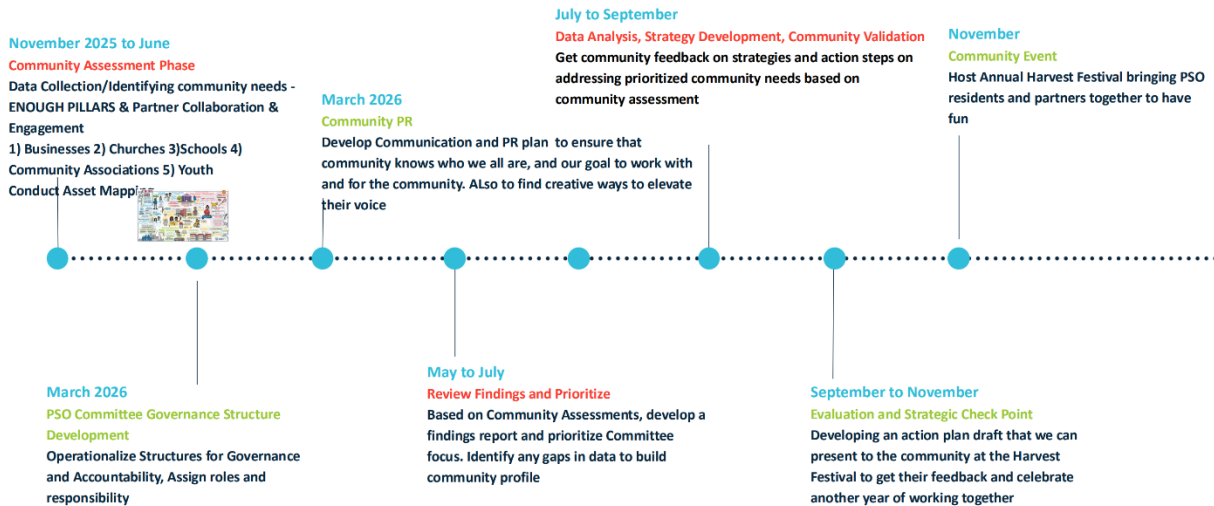 November 2025 to June
Community Assessment Phase
Data Collection/Identifying community needs -
ENOUGH PILLARS & Partner Collaboration &
Engagement
1) Businesses 2) Churches 3)Schools 4)
Community Associations 5) Youth
Conduct Asset Mapping
March 2026
PSO Committee Governance Structure
Development
Operationalize Structures for Governance
and Accountability, Assign roles and
responsibility
March 2026
Community PR
Develop Communication and PR plan to ensure that
community knows who we all are, and our goal to work with
and for the community. ALso to find creative ways to elevate
their voice
May to July
Review Findings and Prioritize
Based on Community Assessments, develop a
findings report and prioritize Committee
focus. Identify any gaps in data to build
community profile
July to September
Data Analysis, Strategy Development, Community Validation
Get community feedback on strategies and action steps on
addressing prioritized community needs based on
community assessment
September to November
Evaluation and Strategic Check Point
Developing an action plan draft that we can
present to the community at the Harvest
Festival to get their feedback and celebrate
another year of working together
November
Community Event
Host Annual Harvest Festival bringing PSO
residents and partners together to have
fun